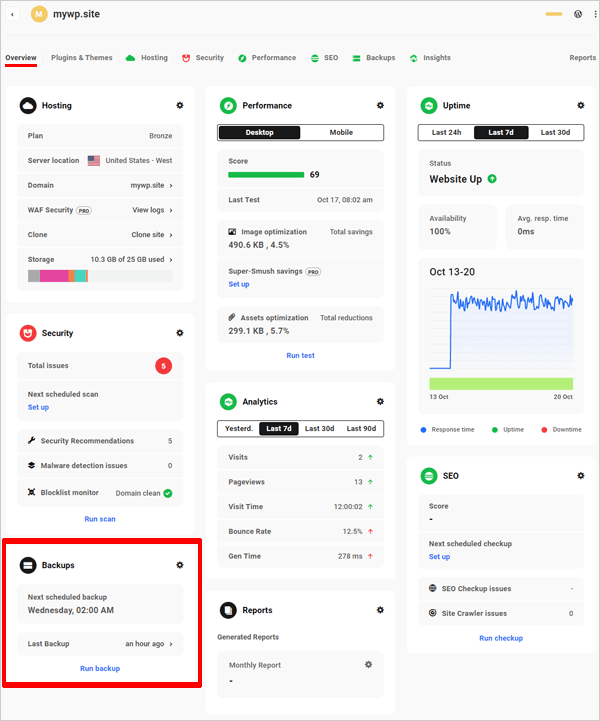 M mywp.site
Overview Plugins & Themes Hosting Security Performance SEO Backups Insights Reports
Hosting
Plan Bronze
Server location United States - West
Domain mywp.site
WAF Security PRO View logs
Clone Clone site
Storage 10.3 GB of 25 GB used
Security
Total issues 5
Next scheduled scan
Set up
Security Recommendations 5
Malware detection issues 0
Blocklist monitor Domain clean
Run scan
Backups
Next scheduled backup
Wednesday, 02:00 AM
Last Backup an hour ago
Run backup
Performance
Desktop Mobile
Score
69
Last Test Oct 17, 08:02 am
Image optimization Total savings
490.6 KB , 4.5%
Super-Smush savings PRO
Set up
Assets optimization Total reductions
299.1 KB , 5.7%
Run test
Analytics
Yesterd. Last 7d Last 30d Last 90d
Visits 2
Pageviews 13
Visit Time 12:00:02
Bounce Rate 12.5%
Gen Time 278 ms
Reports
Generated Reports
Monthly Report
-
Uptime
Last 24h Last 7d Last 30d
Status
Website Up
Availability Avg. resp. time
100% 0ms
Oct 13-20
13 Oct 20 Oct
Response time Uptime Downtime
SEO
Score
-
Next scheduled checkup
Set up
SEO Checkup issues -
Site Crawler issues 0
Run checkup